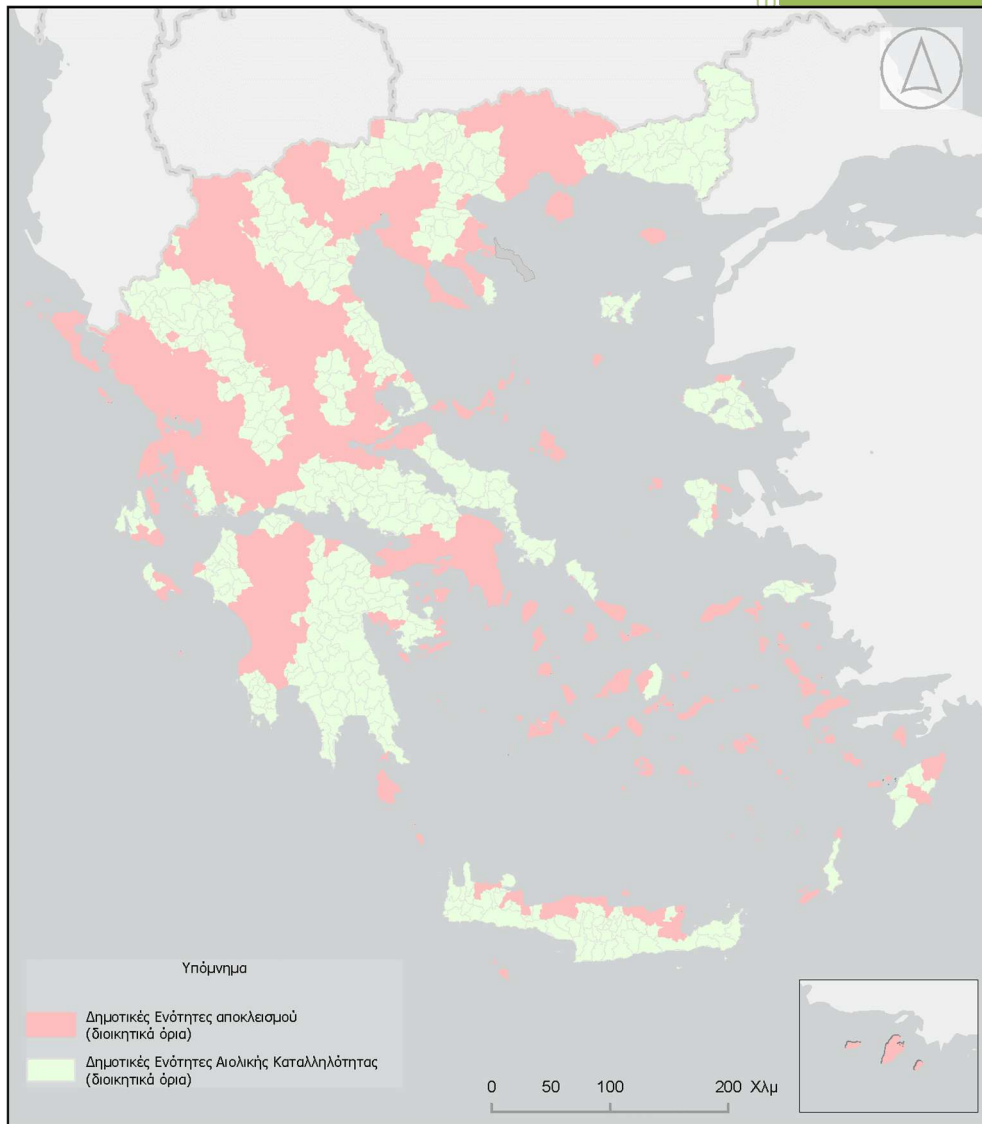 Υπόμνημα
Δημοτικές Ενότητες αποκλεισμού
(διοικητικά όρια)
Δημοτικές Ενότητες Αιολικής Καταλληλότητας
(διοικητικά όρια)
0 50 100 200 Χλμ